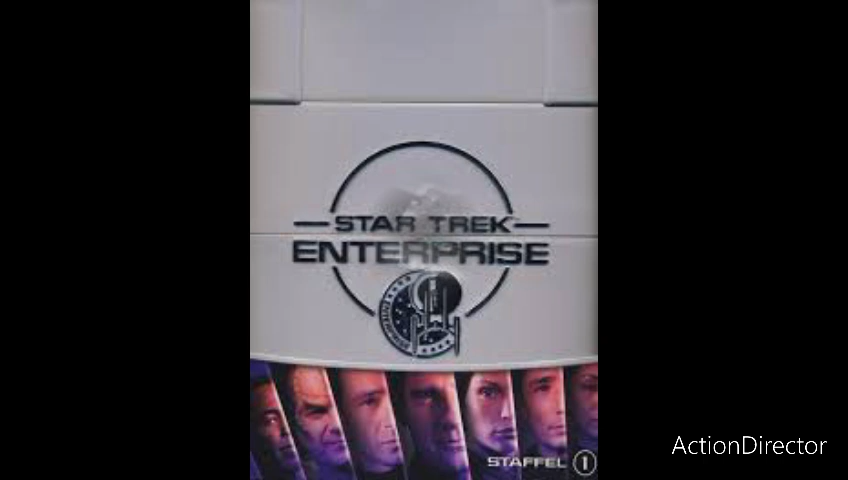 STAR TREK
ENTERPRISE
STAFFEL 1
ActionDirector